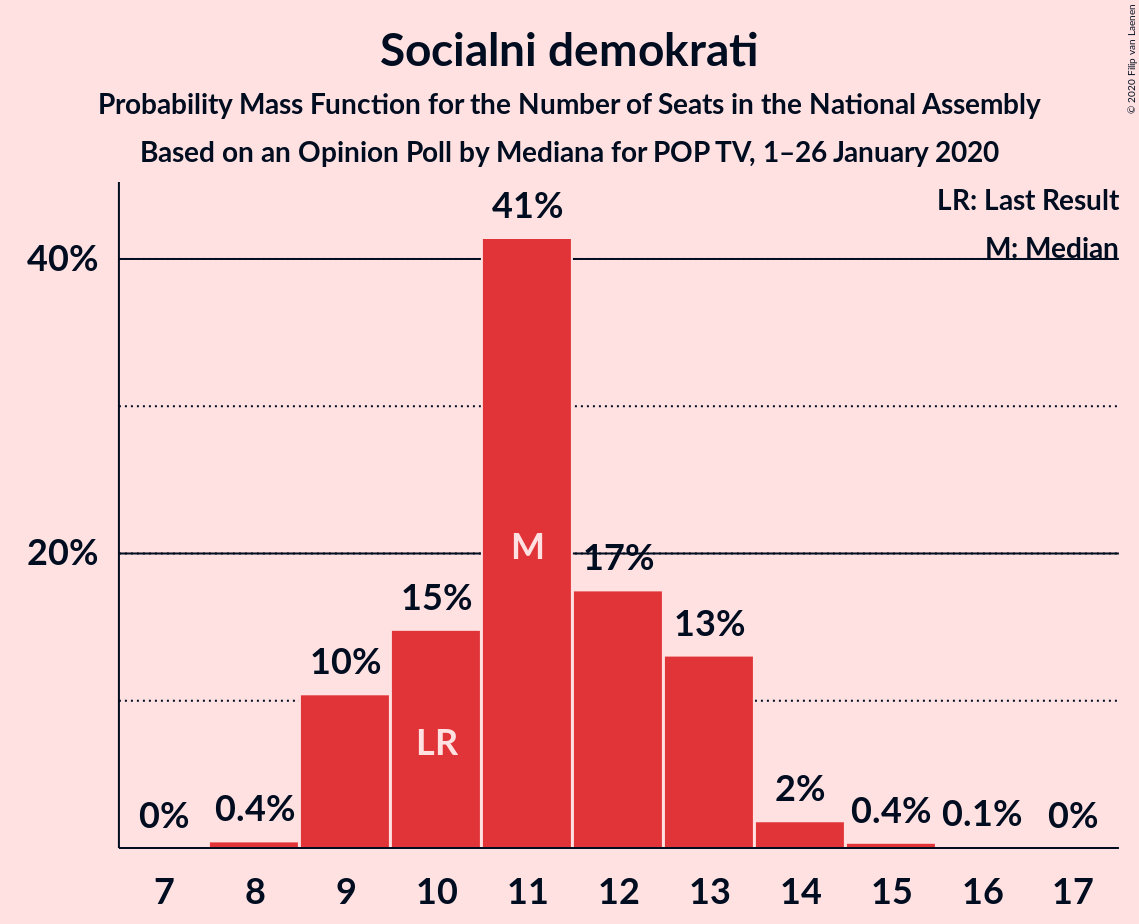 Socialni demokrati
Probability Mass Function for the Number of Seats in the National Assembly
Based on an Opinion Poll by Mediana for POP TV, 1–26 January 2020
© 2020 Filip van Laenen
LR: Last Result
M: Median
41%
40%
M
20%
17%
15%
13%
10%
LR
2%
0%
0.4%
0.4%
0.1%
0%
7 8 9 10 11 12 13 14 15 16 17